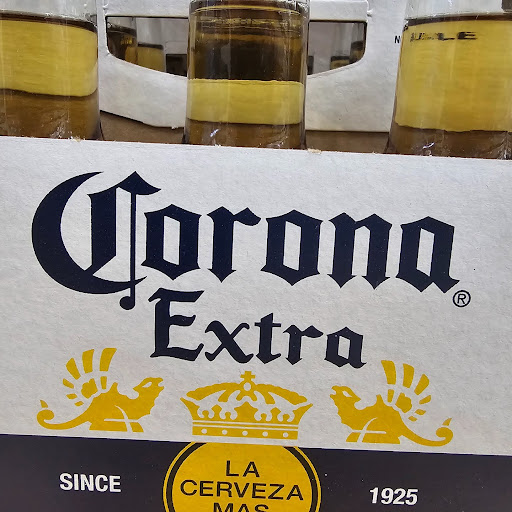 Corona
Extra
®
SINCE
LA
CERVEZA
MAS
1925